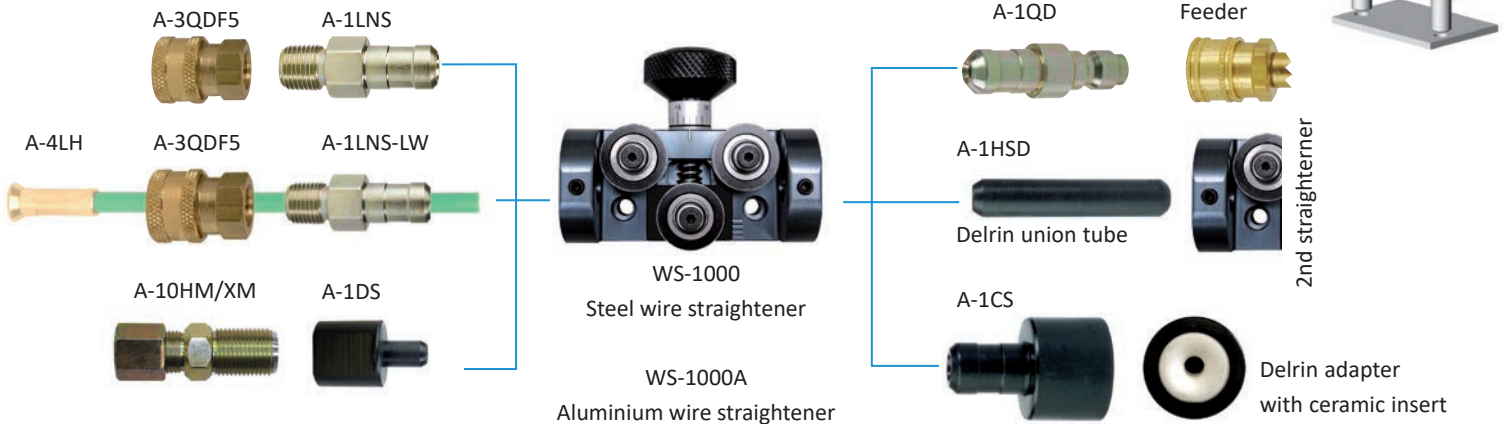 A-3QDF5
A-1LNS
A-4LH
A-3QDF5
A-1LNS-LW
A-10HM/XM
A-1DS
WS-1000
Steel wire straightener
WS-1000A
Aluminium wire straightener
A-1QD
Feeder
A-1HSD
Delrin union tube
2nd straighterner
A-1CS
Delrin adapter
with ceramic insert